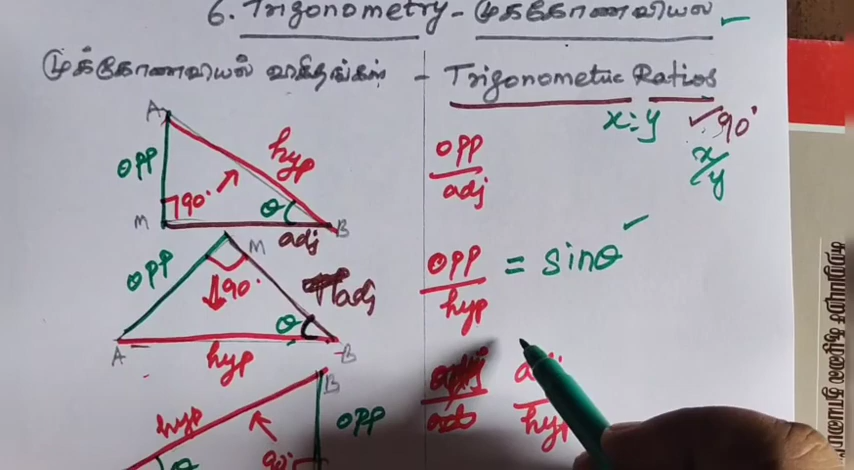 6. Trigonometry - முக்கோணவியல்
முக்கோணவியல் விகிதங்கள் - Trigonometric Ratios
x:y 90°
x/y
A
opp hyp
90° θ
M adj B
opp
adj
M
opp 90° adj
θ
A hyp B
opp
hyp = sinθ
B
hyp opp
90°
θ
adj
hyp